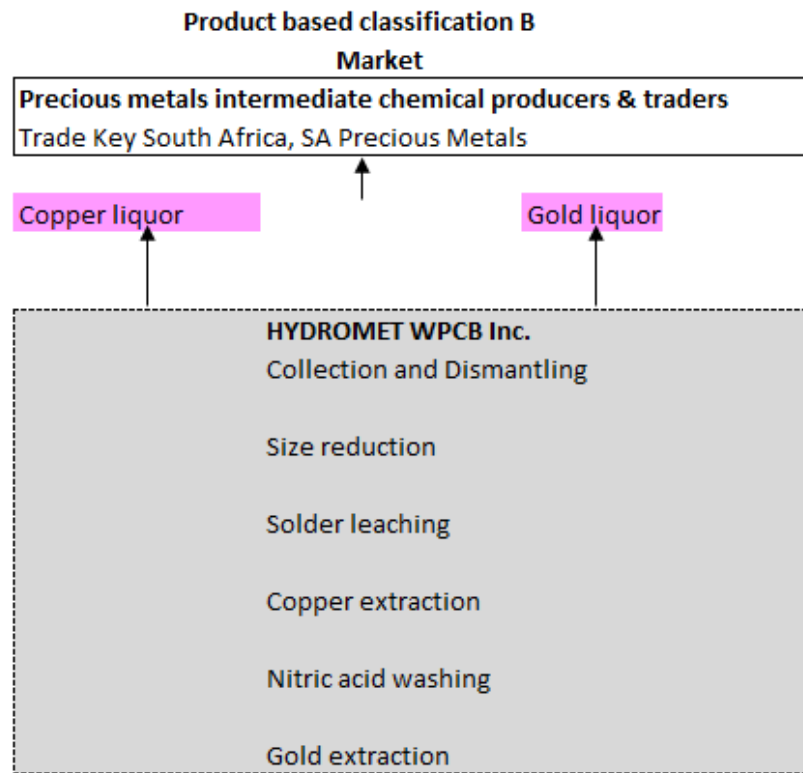 Product based classification B
Market
Precious metals intermediate chemical producers & traders
Trade Key South Africa, SA Precious Metals
Copper liquor
Gold liquor
HYDROMET WPCB Inc.
Collection and Dismantling
Size reduction
Solder leaching
Copper extraction
Nitric acid washing
Gold extraction